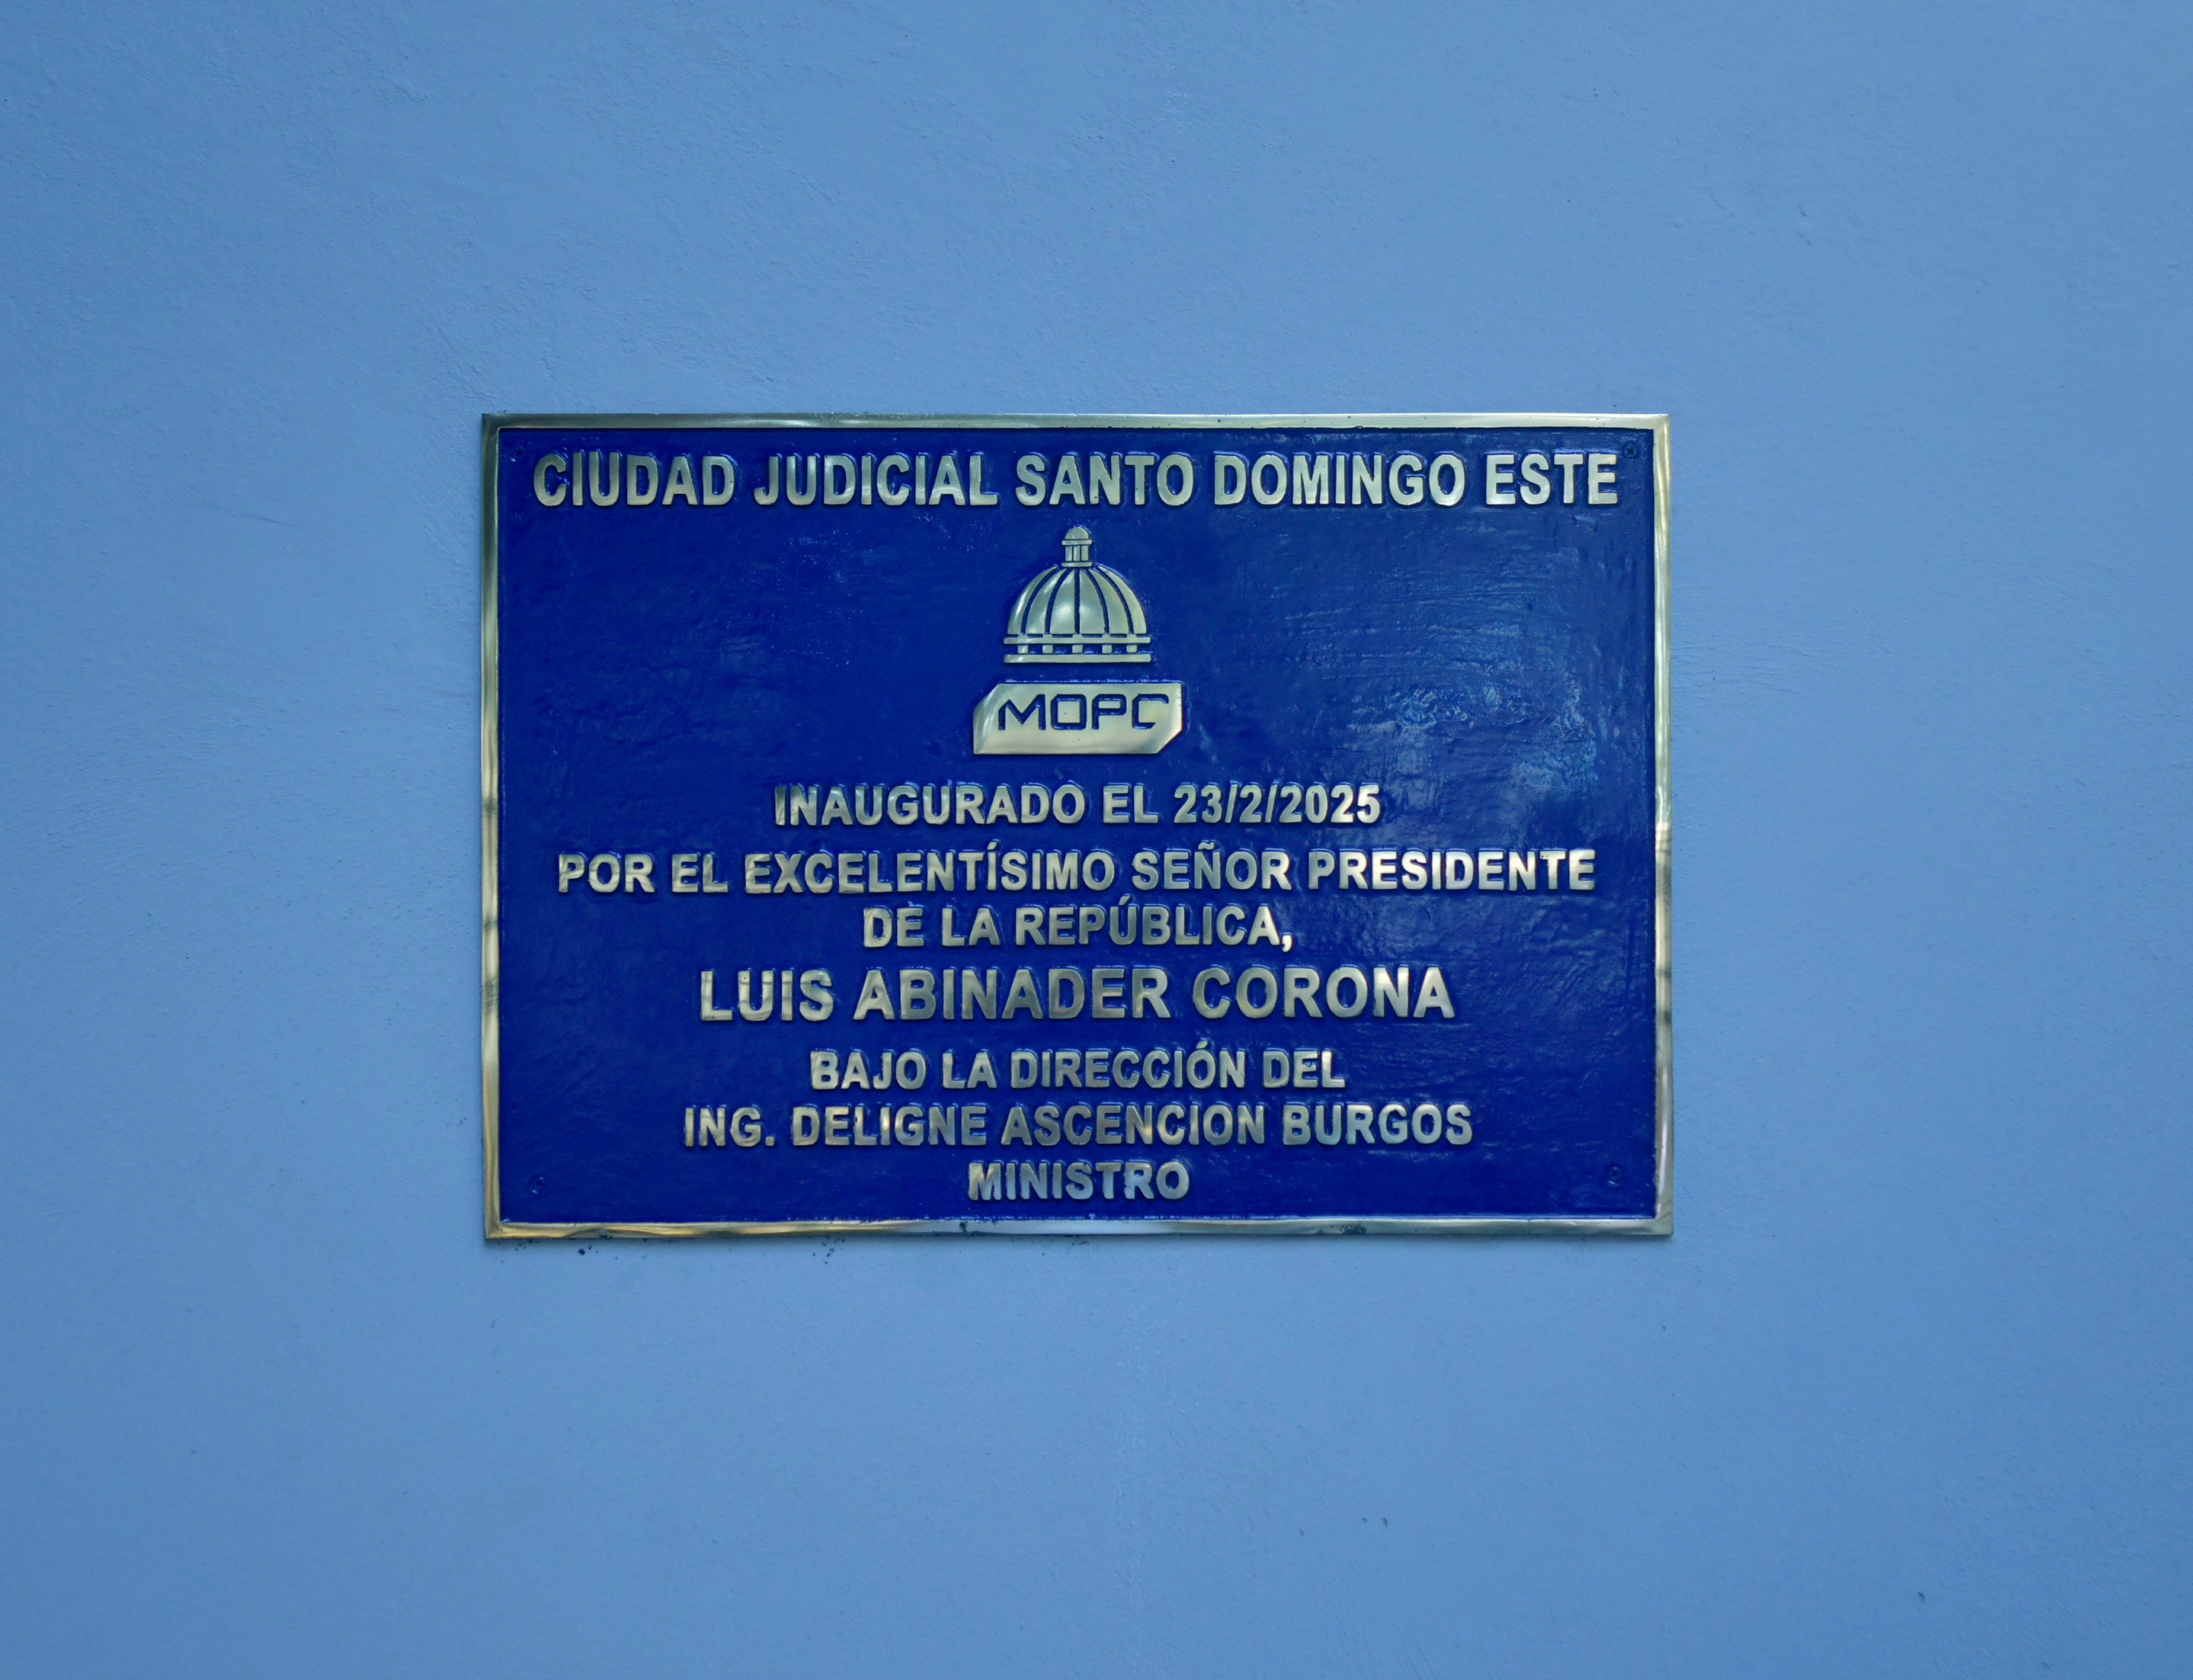 CIUDAD JUDICIAL SANTO DOMINGO ESTE
MOPC
INAUGURADO EL 23/2/2025
POR EL EXCELENTÍSIMO SEÑOR PRESIDENTE
DE LA REPÚBLICA,
LUIS ABINADER CORONA
BAJO LA DIRECCIÓN DEL
ING. DELIGNE ASCENCION BURGOS
MINISTRO